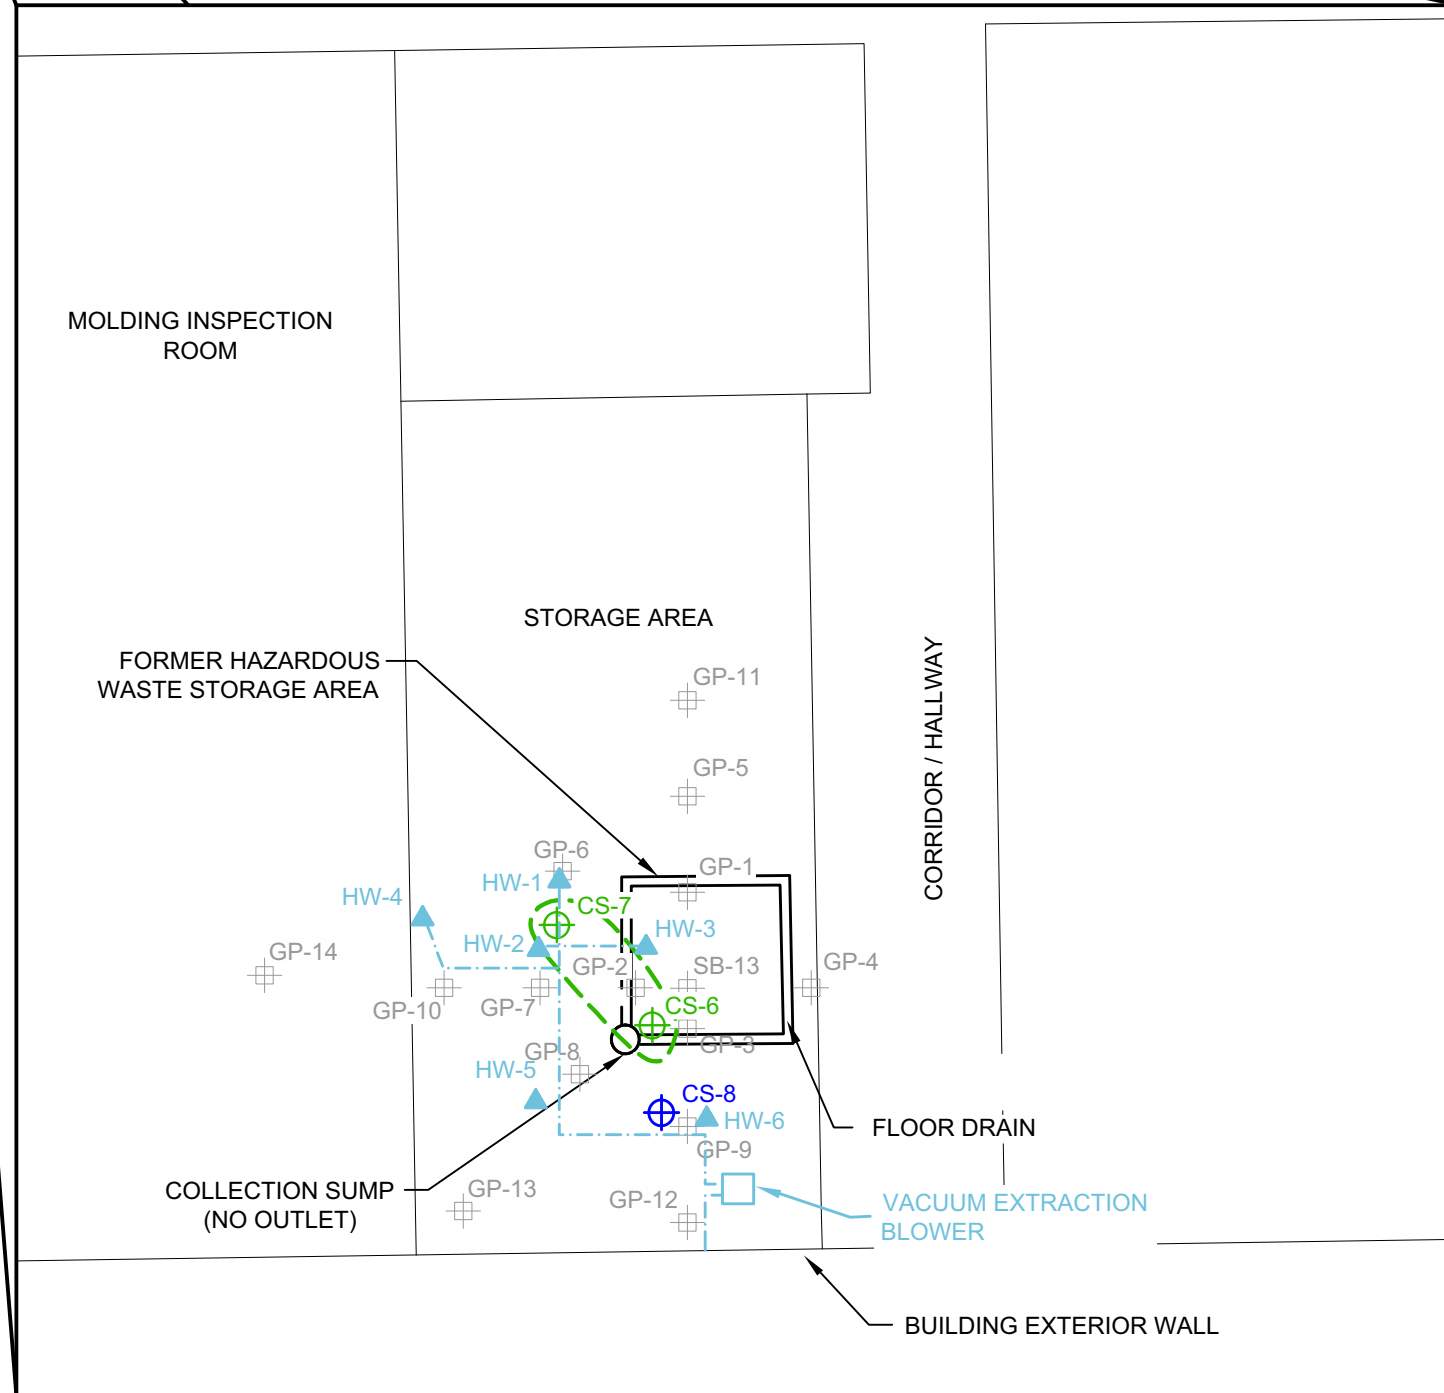 MOLDING INSPECTION
ROOM
STORAGE AREA
FORMER HAZARDOUS
WASTE STORAGE AREA
CORRIDOR / HALLWAY
GP-11
GP-5
GP-6
GP-1
HW-1
HW-4
CS-7
HW-2
HW-3
GP-14
GP-2
SB-13
GP-4
GP-10
GP-7
CS-6
GP-8
GP-3
HW-5
CS-8
HW-6
FLOOR DRAIN
GP-9
COLLECTION SUMP
(NO OUTLET)
GP-13
GP-12
VACUUM EXTRACTION
BLOWER
BUILDING EXTERIOR WALL